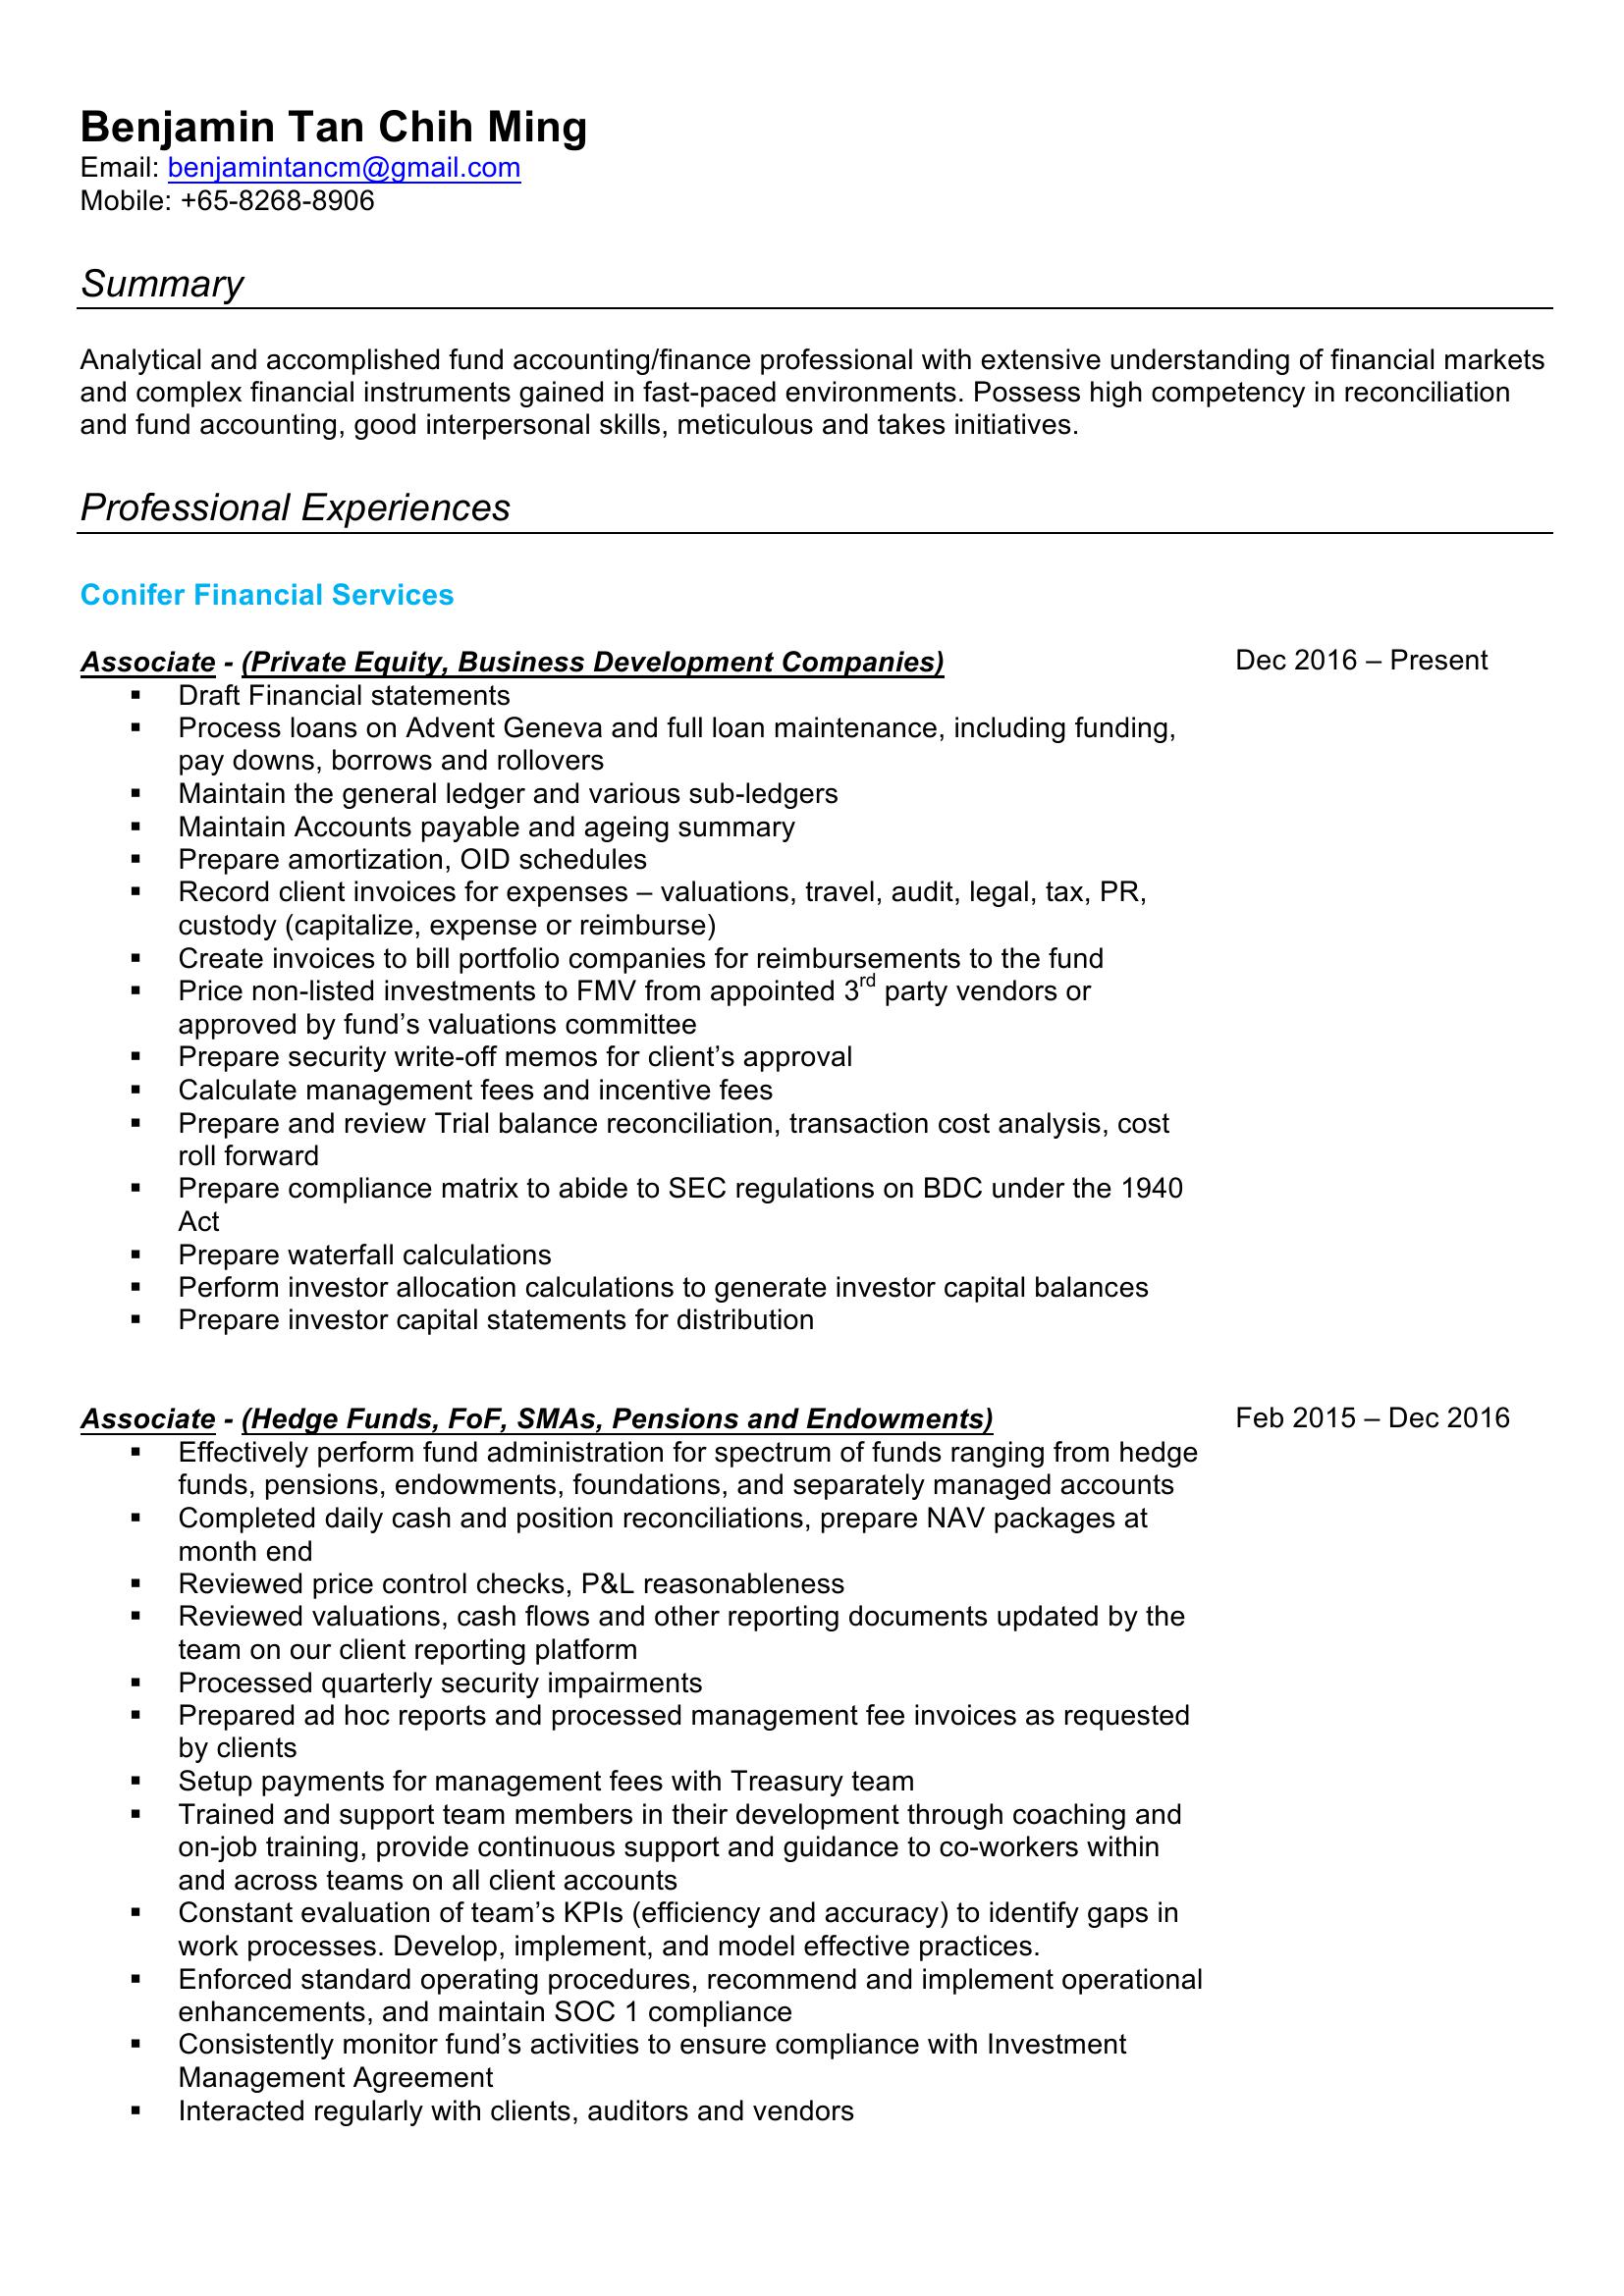 Benjamin Tan Chih Ming
Email: benjamintancm@gmail.com
Mobile: +65-8268-8906
Summary
Analytical and accomplished fund accounting/finance professional with extensive understanding of financial markets
and complex financial instruments gained in fast-paced environments. Possess high competency in reconciliation
and fund accounting, good interpersonal skills, meticulous and takes initiatives.
Professional Experiences
Conifer Financial Services
Associate - (Private Equity, Business Development Companies) Dec 2016 – Present
▪ Draft Financial statements
▪ Process loans on Advent Geneva and full loan maintenance, including funding,
pay downs, borrows and rollovers
▪ Maintain the general ledger and various sub-ledgers
▪ Maintain Accounts payable and ageing summary
▪ Prepare amortization, OID schedules
▪ Record client invoices for expenses – valuations, travel, audit, legal, tax, PR,
custody (capitalize, expense or reimburse)
▪ Create invoices to bill portfolio companies for reimbursements to the fund
▪ Price non-listed investments to FMV from appointed 3rd party vendors or
approved by fund’s valuations committee
▪ Prepare security write-off memos for client’s approval
▪ Calculate management fees and incentive fees
▪ Prepare and review Trial balance reconciliation, transaction cost analysis, cost
roll forward
▪ Prepare compliance matrix to abide to SEC regulations on BDC under the 1940
Act
▪ Prepare waterfall calculations
▪ Perform investor allocation calculations to generate investor capital balances
▪ Prepare investor capital statements for distribution
Associate - (Hedge Funds, FoF, SMAs, Pensions and Endowments) Feb 2015 – Dec 2016
▪ Effectively perform fund administration for spectrum of funds ranging from hedge
funds, pensions, endowments, foundations, and separately managed accounts
▪ Completed daily cash and position reconciliations, prepare NAV packages at
month end
▪ Reviewed price control checks, P&L reasonableness
▪ Reviewed valuations, cash flows and other reporting documents updated by the
team on our client reporting platform
▪ Processed quarterly security impairments
▪ Prepared ad hoc reports and processed management fee invoices as requested
by clients
▪ Setup payments for management fees with Treasury team
▪ Trained and support team members in their development through coaching and
on-job training, provide continuous support and guidance to co-workers within
and across teams on all client accounts
▪ Constant evaluation of team’s KPIs (efficiency and accuracy) to identify gaps in
work processes. Develop, implement, and model effective practices.
▪ Enforced standard operating procedures, recommend and implement operational
enhancements, and maintain SOC 1 compliance
▪ Consistently monitor fund’s activities to ensure compliance with Investment
Management Agreement
▪ Interacted regularly with clients, auditors and vendors